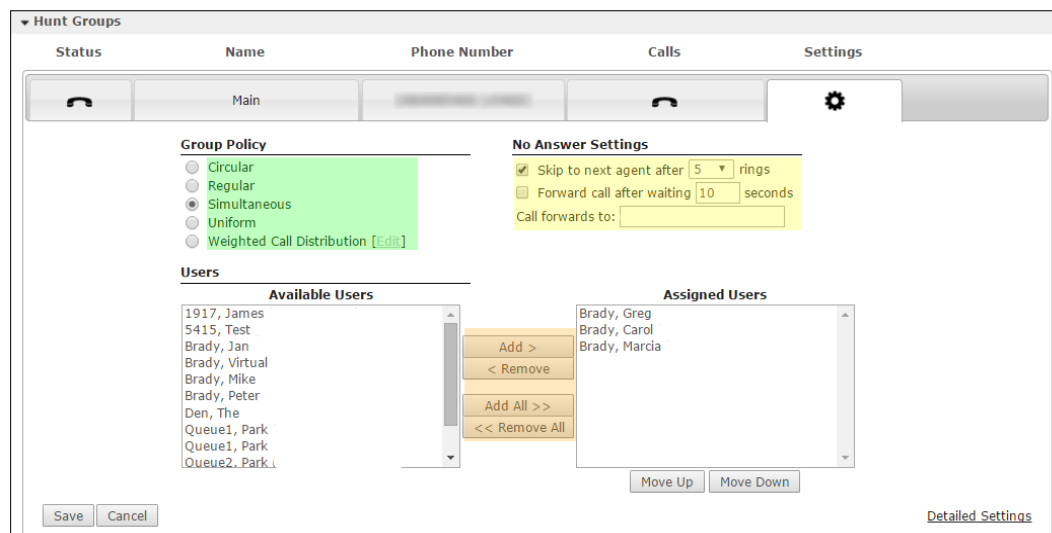 Hunt Groups
Status Name Phone Number Calls Settings
Main
Group Policy
Circular
Regular
Simultaneous
Uniform
Weighted Call Distribution [Edit]
No Answer Settings
Skip to next agent after 5 rings
Forward call after waiting 10 seconds
Call forwards to:
Users
Available Users
1917, James
5415, Test
Brady, Jan
Brady, Virtual
Brady, Mike
Brady, Peter
Den, The
Queue1, Park
Queue1, Park
Queue2, Park
Add >
< Remove
Add All >>
<< Remove All
Assigned Users
Brady, Greg
Brady, Carol
Brady, Marcia
Move Up Move Down
Save Cancel
Detailed Settings